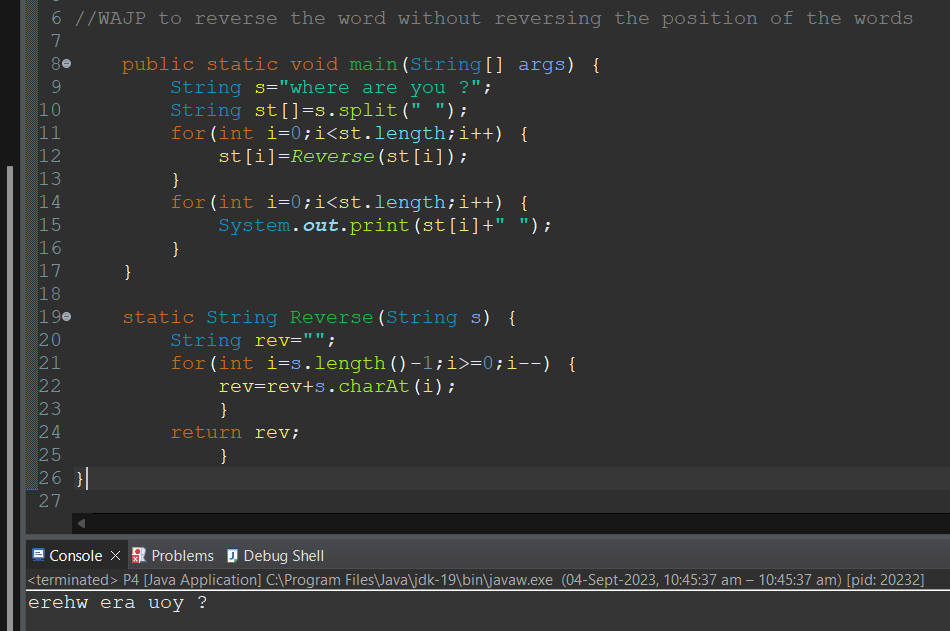 6 //WAJP to reverse the word without reversing the position of the words
7
8 public static void main(String[] args) {
9 String s="where are you ?";
10 String st[]=s.split(" ");
11 for(int i=0;i<st.length;i++) {
12 st[i]=Reverse(st[i]);
13 }
14 for(int i=0;i<st.length;i++) {
15 System.out.print(st[i]+" ");
16 }
17 }
18
19 static String Reverse(String s) {
20 String rev="";
21 for(int i=s.length()-1;i>=0;i--) {
22 rev=rev+s.charAt(i);
23 }
24 return rev;
25 }
26 }
27
Console Problems Debug Shell
<terminated> P4 [Java Application] C:\Program Files\Java\jdk-19\bin\javaw.exe (04-Sept-2023, 10:45:37 am – 10:45:37 am) [pid: 20232]
erehw era uoy ?